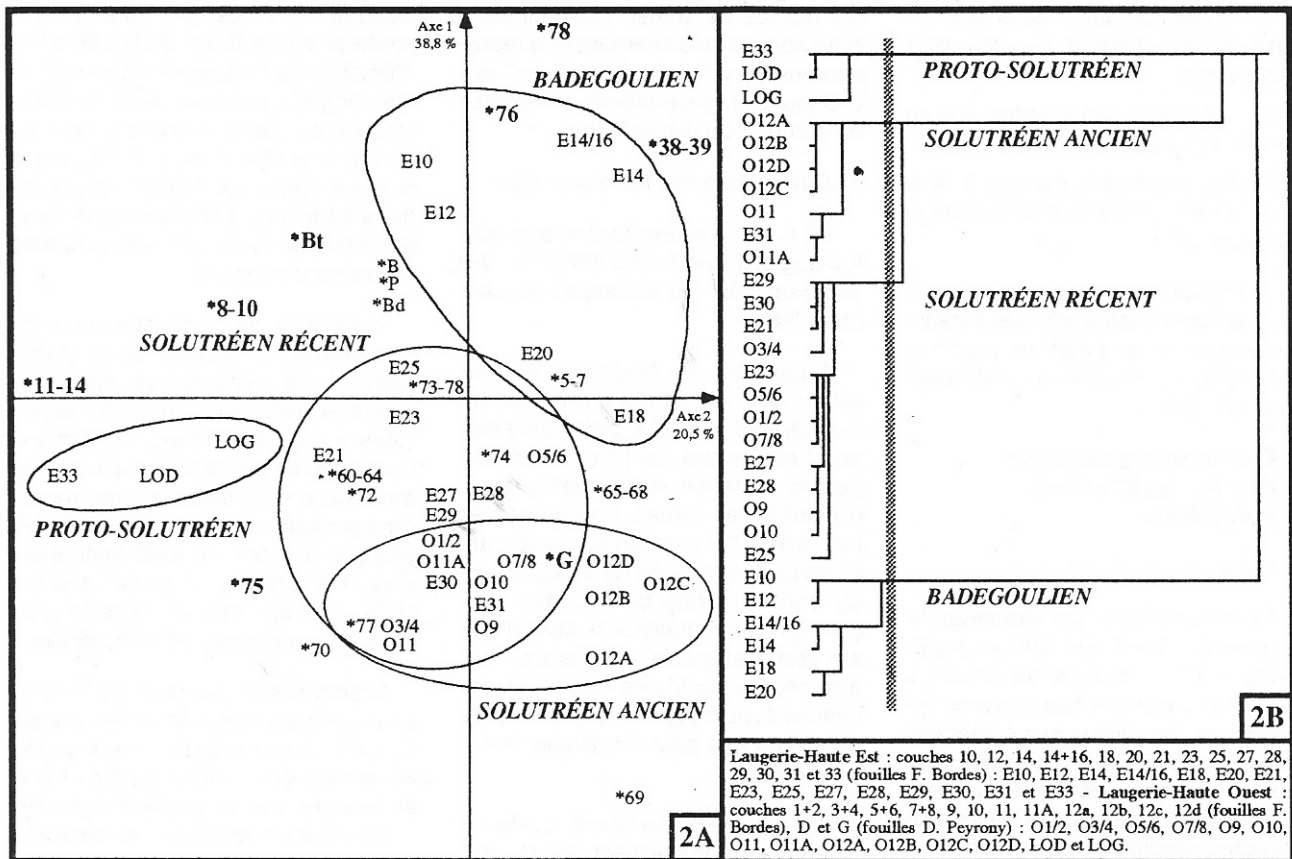 Axe 1
38,8 %
*78
BADEGOULIEN
*76
E14/16
*38-39
E10
E14
E12
*Bt
*B
*P
*Bd
*8-10
SOLUTRÉEN RÉCENT
E20
E25
*5-7
*11-14
*73-78
Axe 2
20,5 %
E23
E18
LOG
E21
*74
O5/6
E33
LOD
*60-64
*72
E27
E28
*65-68
PROTO-SOLUTRÉEN
E29
O1/2
O11A
O7/8
*G
O12D
*75
E30
O10
O12C
E31
O12B
*77
O3/4
O9
*70
O11
O12A
SOLUTRÉEN ANCIEN
*69
2A
E33
LOD
PROTO-SOLUTRÉEN
LOG
O12A
O12B
SOLUTRÉEN ANCIEN
O12D
O12C
O11
E31
O11A
E29
E30
SOLUTRÉEN RÉCENT
E21
O3/4
E23
O5/6
O1/2
O7/8
E27
E28
O9
O10
E25
E10
E12
BADEGOULIEN
E14/16
E14
E18
E20
2B
Laugerie-Haute Est : couches 10, 12, 14, 14+16, 18, 20, 21, 23, 25, 27, 28,
29, 30, 31 et 33 (fouilles F. Bordes) : E10, E12, E14, E14/16, E18, E20, E21,
E23, E25, E27, E28, E29, E30, E31 et E33 - Laugerie-Haute Ouest :
couches 1+2, 3+4, 5+6, 7+8, 9, 10, 11, 11A, 12a, 12b, 12c, 12d (fouilles F.
Bordes), D et G (fouilles D. Peyrony) : O1/2, O3/4, O5/6, O7/8, O9, O10,
O11, O11A, O12A, O12B, O12C, O12D, LOD et LOG.